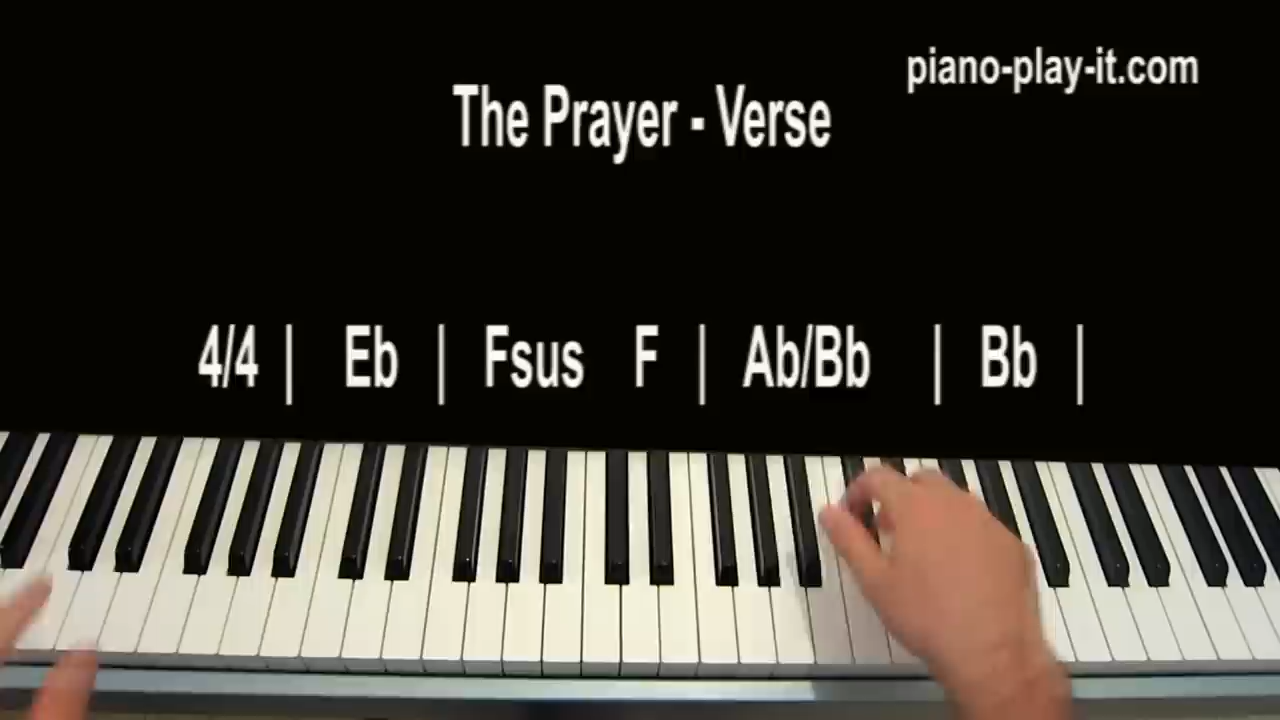 piano-play-it.com
The Prayer - Verse
4/4 | Eb | Fsus F | Ab/Bb | Bb |